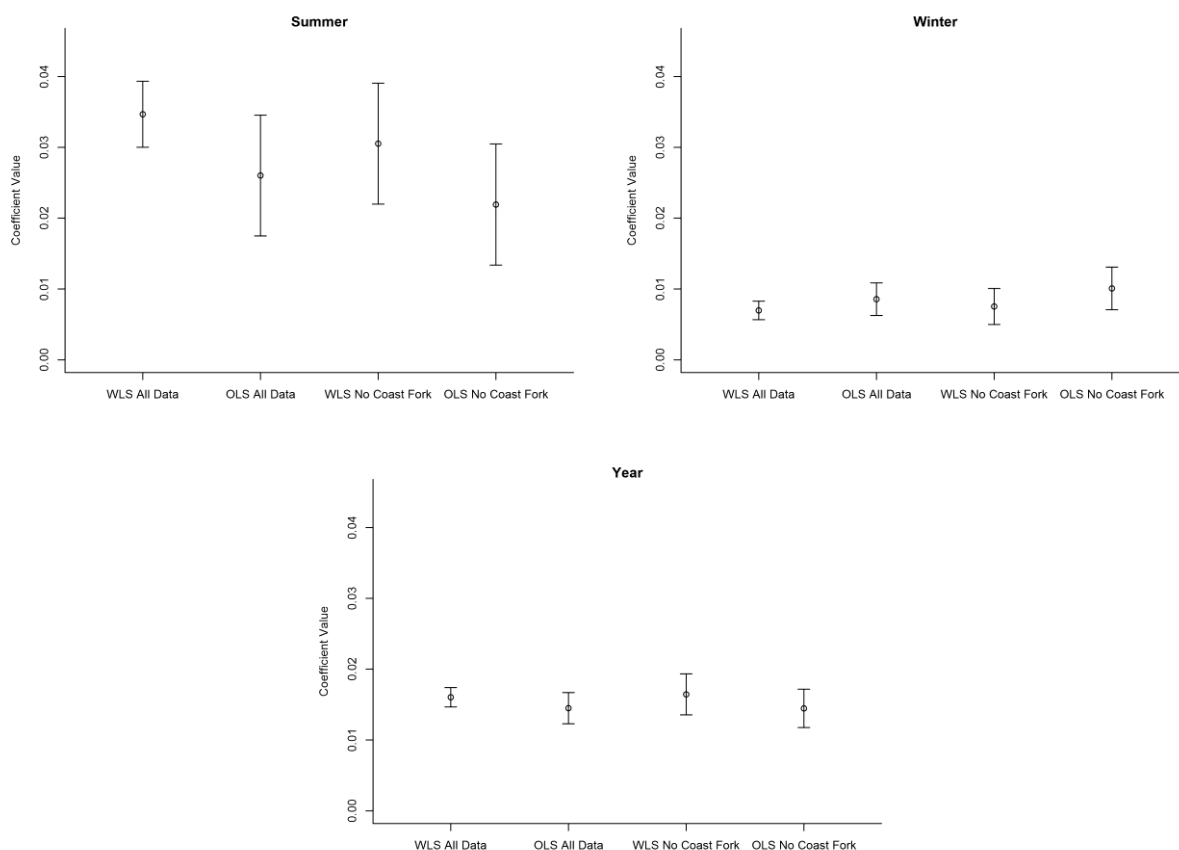 Summer
Coefficient Value
0.04
0.03
0.02
0.01
0.00
WLS All Data OLS All Data WLS No Coast Fork OLS No Coast Fork
Winter
Coefficient Value
0.04
0.03
0.02
0.01
0.00
WLS All Data OLS All Data WLS No Coast Fork OLS No Coast Fork
Year
Coefficient Value
0.04
0.03
0.02
0.01
0.00
WLS All Data OLS All Data WLS No Coast Fork OLS No Coast Fork